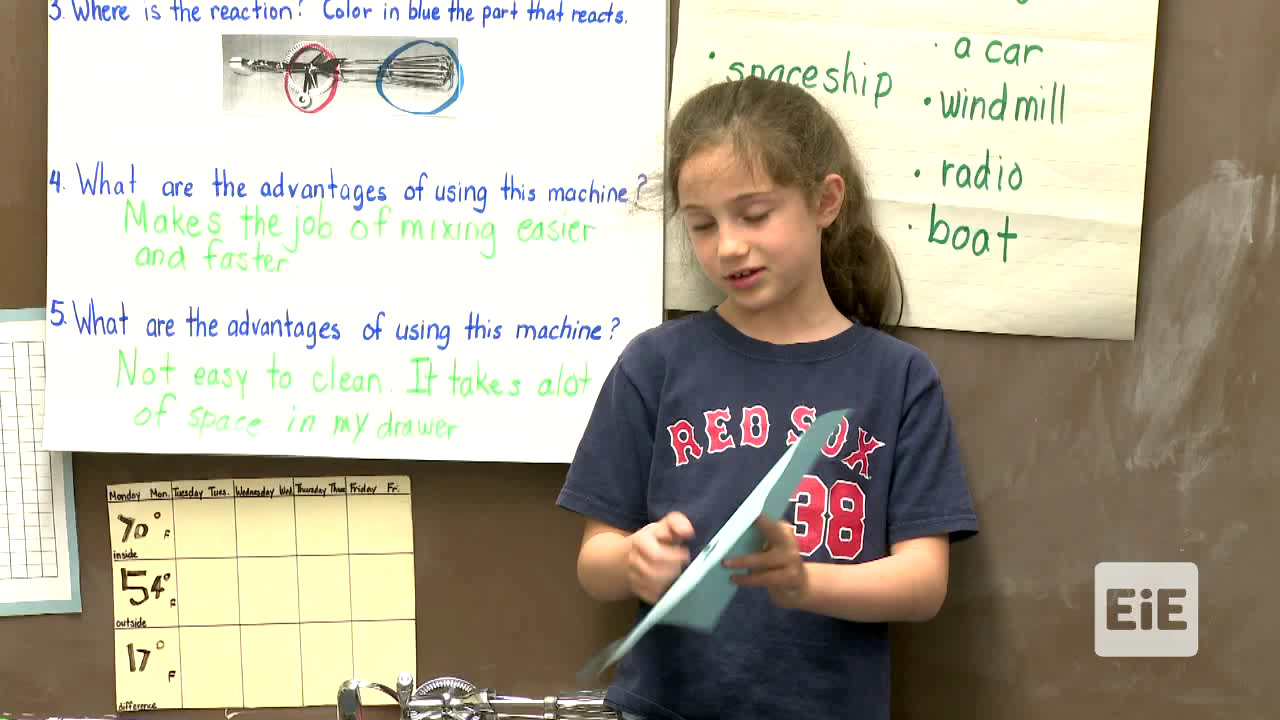 3. Where is the reaction? Color in blue the part that reacts.
4. What are the advantages of using this machine?
Makes the job of mixing easier
and faster
5. What are the advantages of using this machine?
Not easy to clean. It takes alot
of space in my drawer
• spaceship
• a car
• windmill
• radio
• boat
RED SOX
38
Monday Mon. Tuesday Tues. Wednesday Wed. Thursday Thur. Friday Fr.
70° F
inside
54° F
outside
17° F
difference
EiE